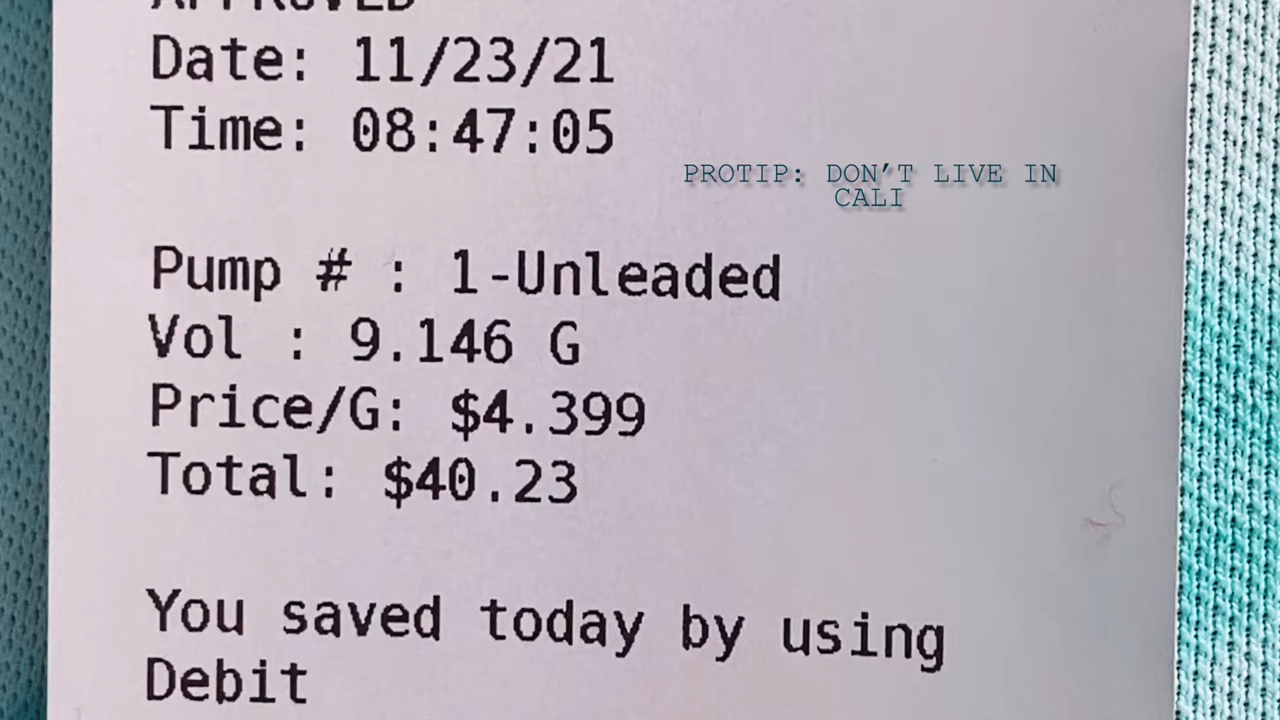 APPROVED
Date: 11/23/21
Time: 08:47:05
PROTIP: DON'T LIVE IN
CALI
Pump # : 1-Unleaded
Vol : 9.146 G
Price/G: $4.399
Total: $40.23
You saved today by using
Debit